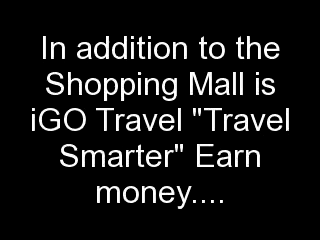 In addition to the
Shopping Mall is
iGO Travel "Travel
Smarter" Earn
money....